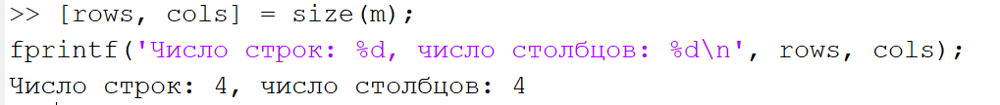 >> [rows, cols] = size(m);
fprintf('Число строк: %d, число столбцов: %d\n', rows, cols);
Число строк: 4, число столбцов: 4